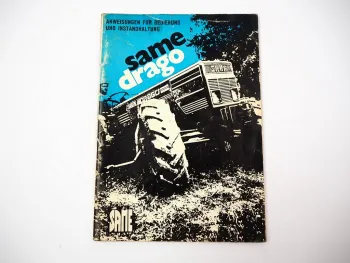 ANWEISUNGEN FÜR BEDIENUNG
UND INSTANDHALTUNG
same
drago
SAME